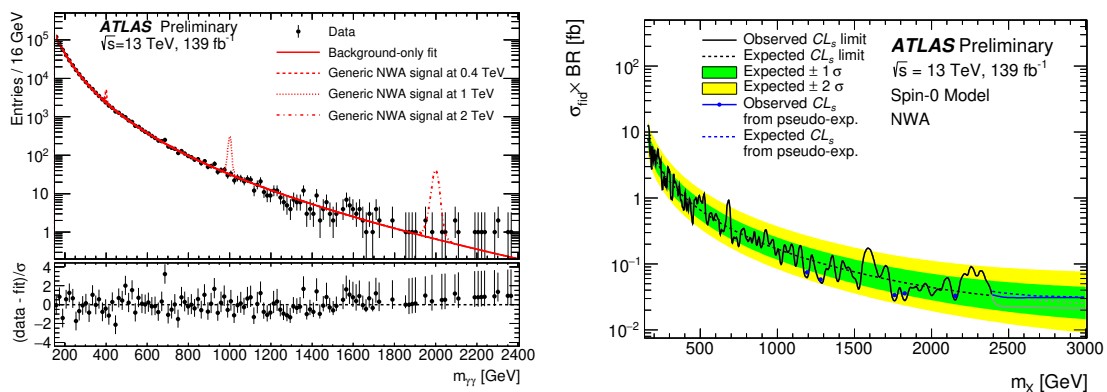 ATLAS Preliminary
√s=13 TeV, 139 fb⁻¹
Data
Background-only fit
Generic NWA signal at 0.4 TeV
Generic NWA signal at 1 TeV
Generic NWA signal at 2 TeV
Entries / 16 GeV
10⁵
10⁴
10³
10²
10
1
(data - fit)/σ
4
2
0
−2
−4
200 400 600 800 1000 1200 1400 1600 1800 2000 2200 2400
m_γγ [GeV]
σ_fid × BR [fb]
10²
10
1
10⁻¹
10⁻²
Observed CL_s limit
Expected CL_s limit
Expected ± 1 σ
Expected ± 2 σ
Observed CL_s
from pseudo-exp.
Expected CL_s
from pseudo-exp.
ATLAS Preliminary
√s = 13 TeV, 139 fb⁻¹
Spin-0 Model
NWA
500 1000 1500 2000 2500 3000
m_X [GeV]